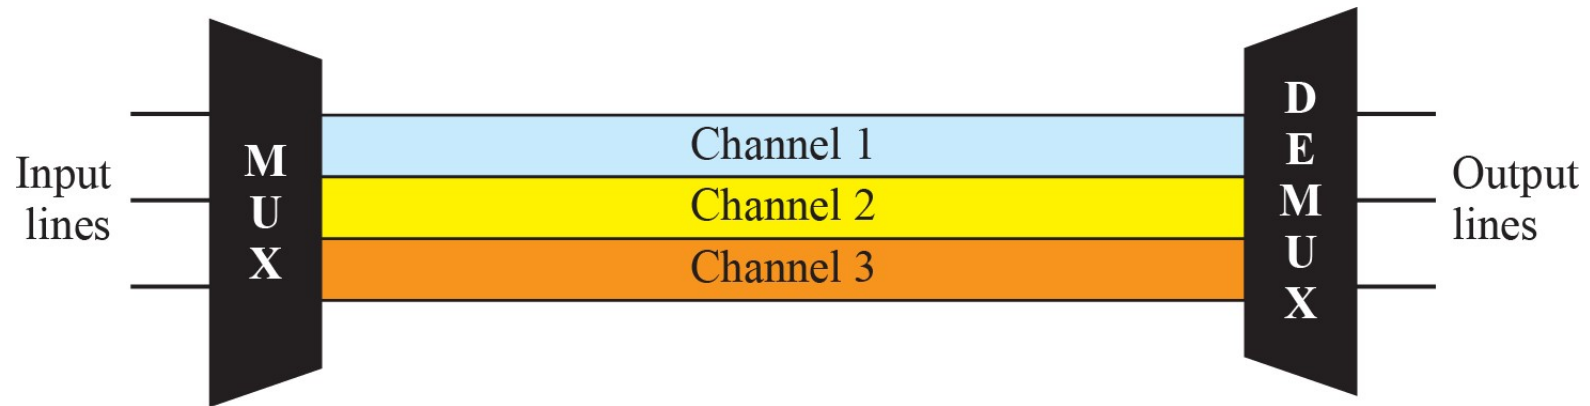 Input
lines
M
U
X
Channel 1
Channel 2
Channel 3
D
E
M
U
X
Output
lines